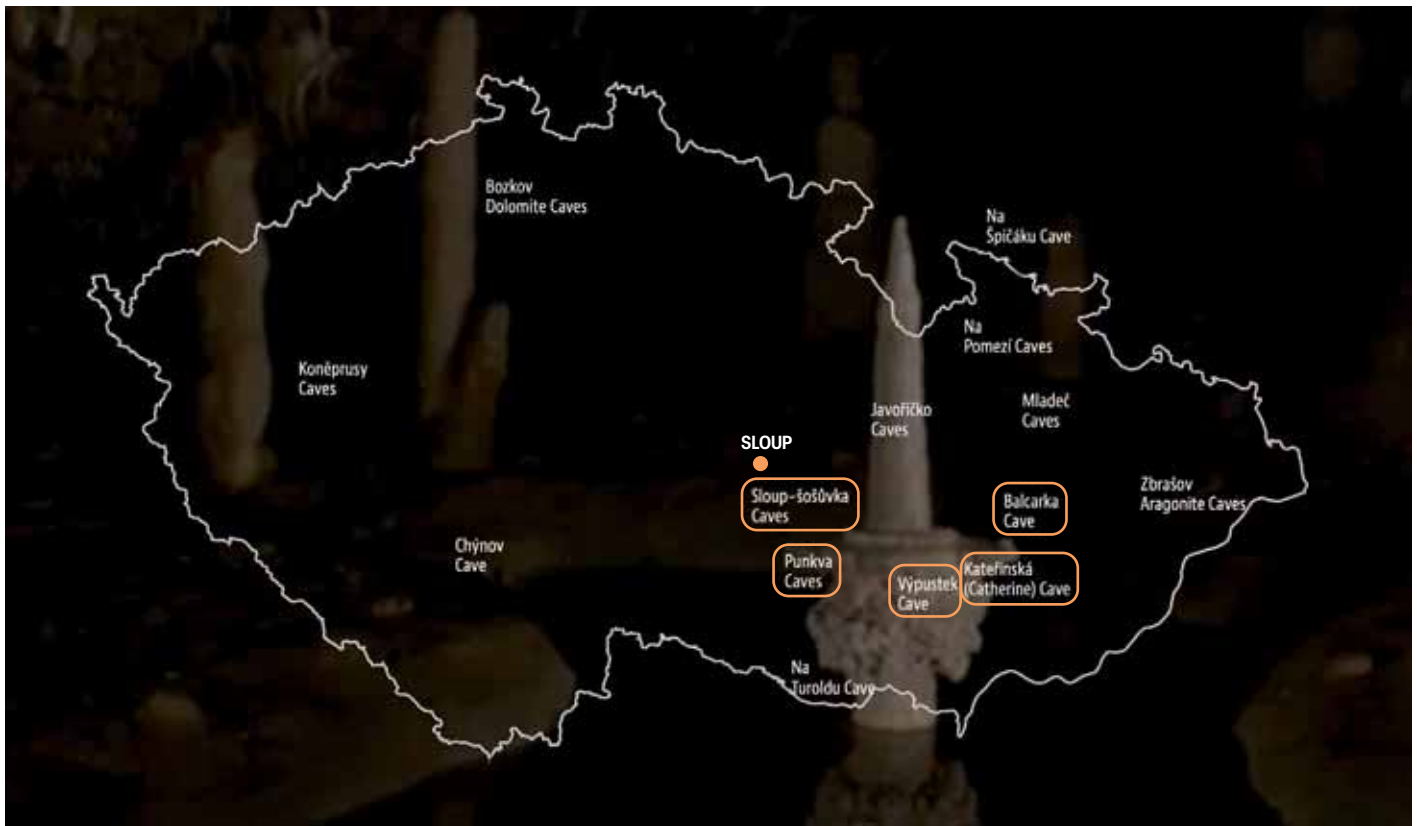 Bozkov
Dolomite Caves
Na
Špičáku Cave
Na
Pomezí Caves
Koněprusy
Caves
Javoříčko
Caves
Mladeč
Caves
SLOUP
Sloup-šošůvka
Caves
Balcarka
Cave
Zbrašov
Aragonite Caves
Chýnov
Cave
Punkva
Caves
Výpustek
Cave
Kateřinská
(Catherine) Cave
Na
Turoldu Cave